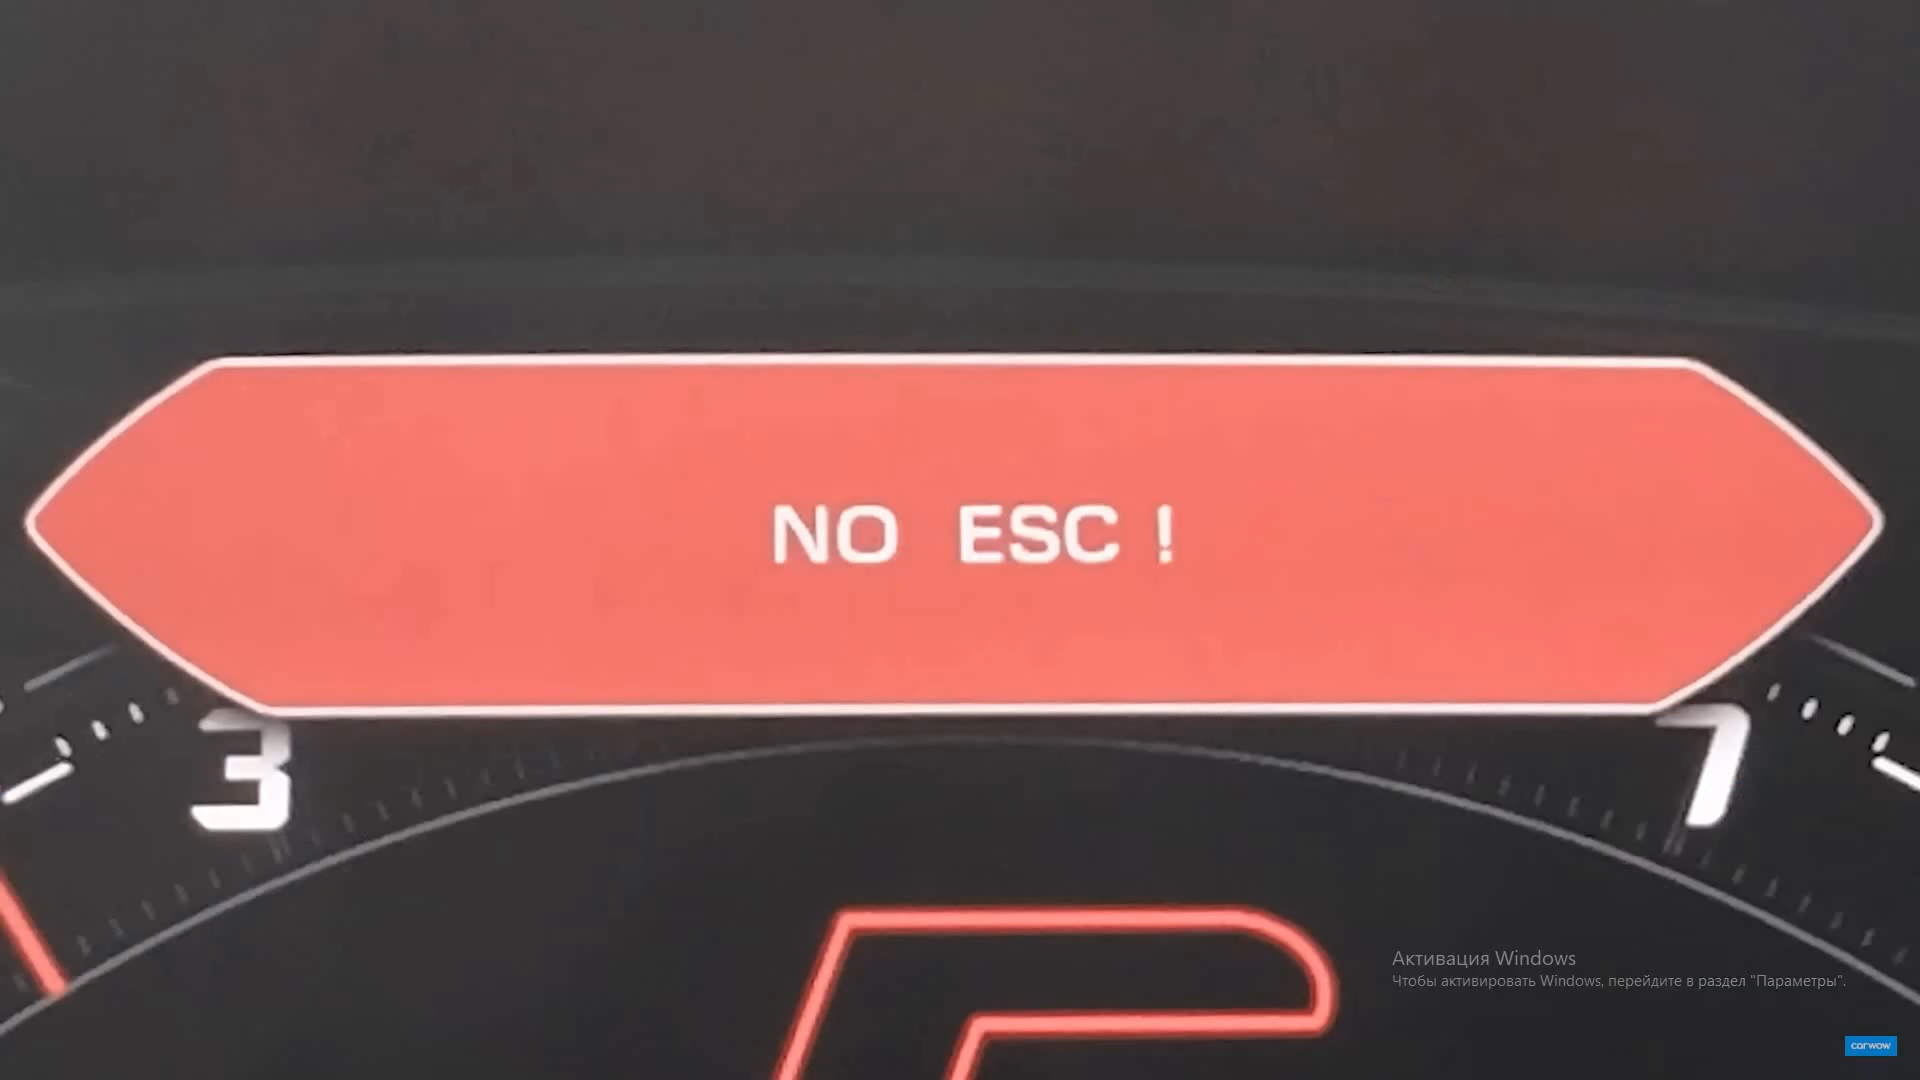 NO ESC !
3
7
Активация Windows
Чтобы активировать Windows, перейдите в раздел "Параметры".
carwow